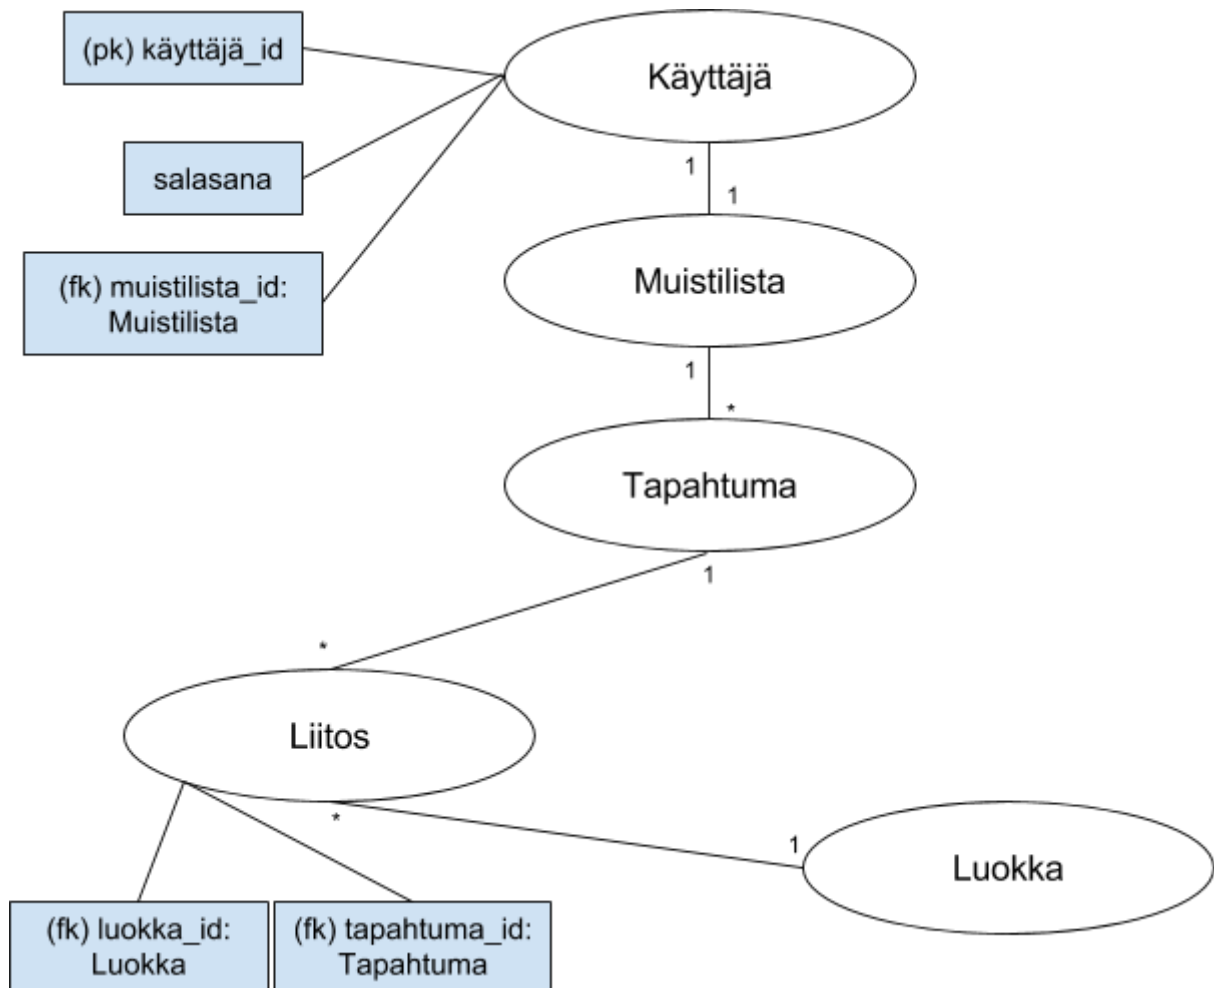 (pk) käyttäjä_id
Käyttäjä
salasana
1
1
(fk) muistilista_id:
Muistilista
Muistilista
1
*
Tapahtuma
1
*
Liitos
*
1
Luokka
(fk) luokka_id:
Luokka
(fk) tapahtuma_id:
Tapahtuma